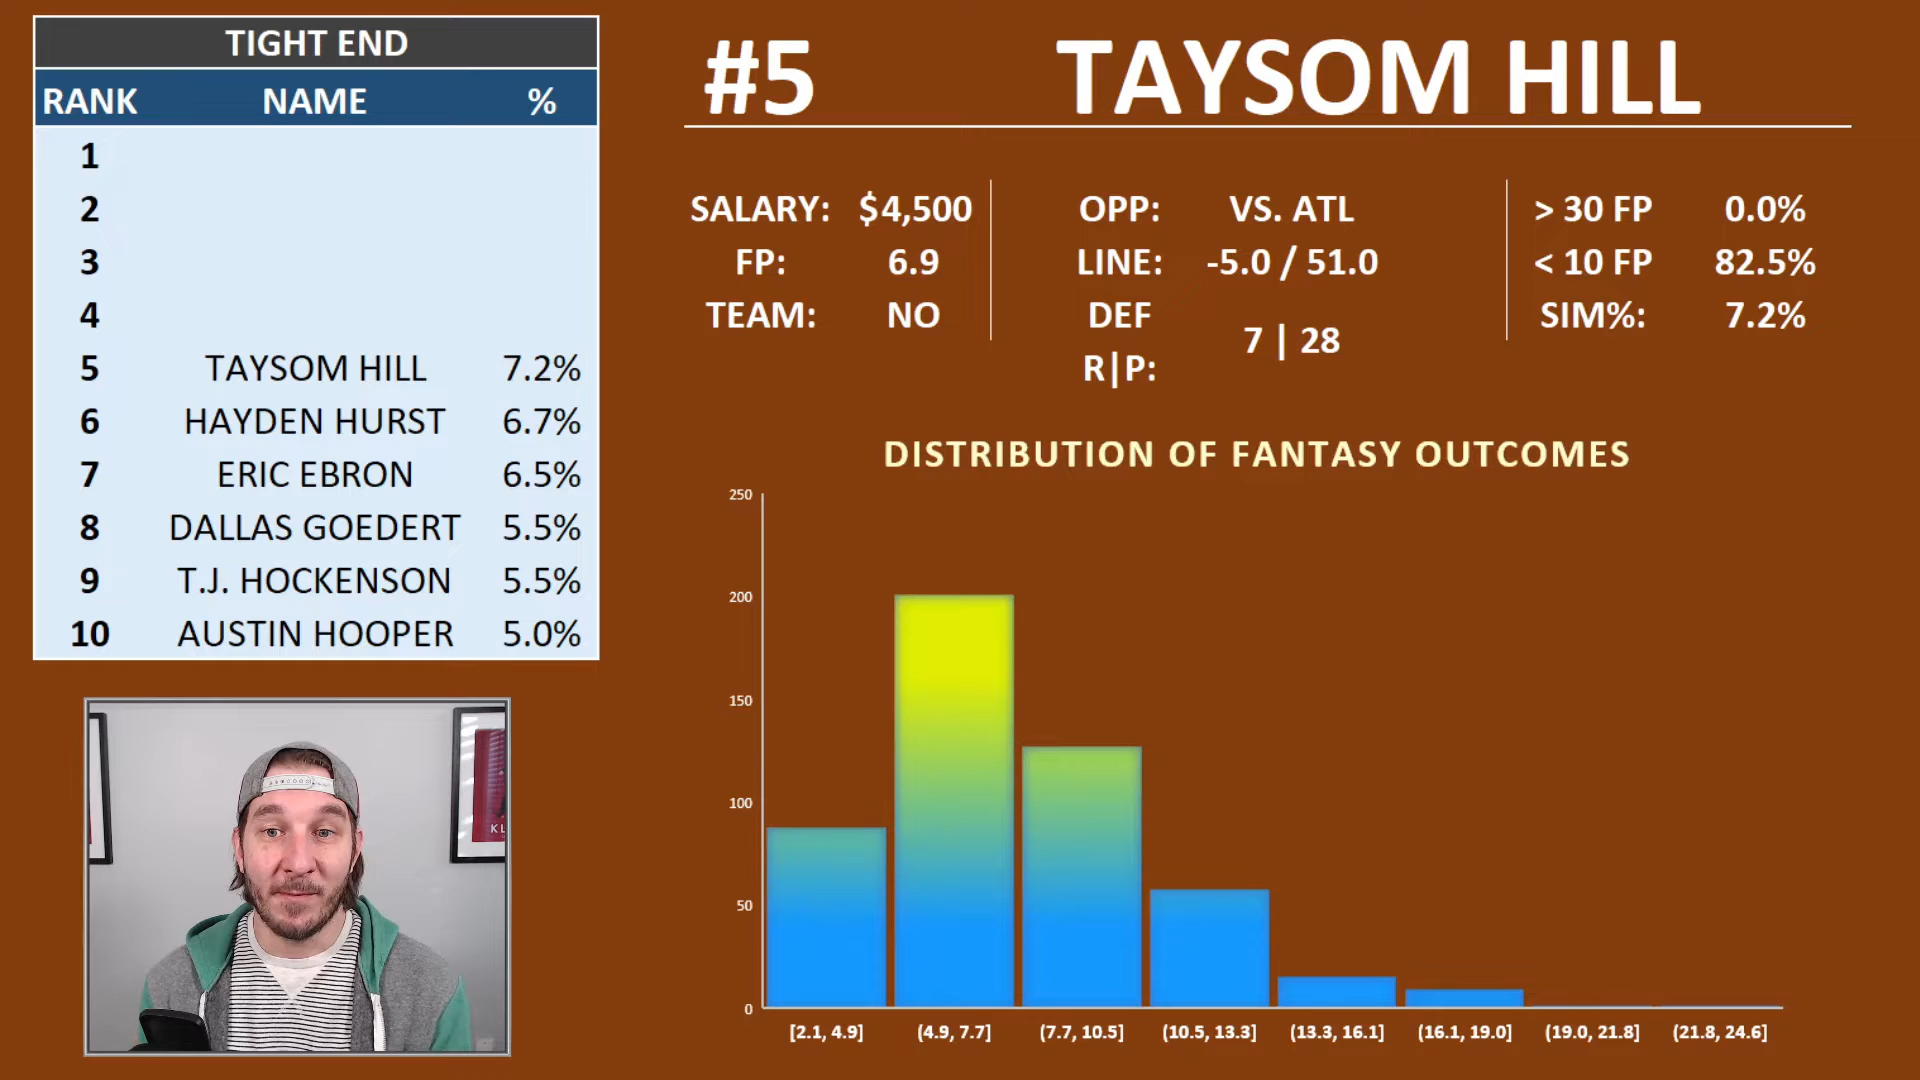 TIGHT END
RANK NAME %
1
2
3
4
5 TAYSOM HILL 7.2%
6 HAYDEN HURST 6.7%
7 ERIC EBRON 6.5%
8 DALLAS GOEDERT 5.5%
9 T.J. HOCKENSON 5.5%
10 AUSTIN HOOPER 5.0%
#5 TAYSOM HILL
SALARY: $4,500
FP: 6.9
TEAM: NO
OPP: VS. ATL
LINE: -5.0 / 51.0
DEF
R|P: 7 | 28
> 30 FP 0.0%
< 10 FP 82.5%
SIM%: 7.2%
DISTRIBUTION OF FANTASY OUTCOMES
250
200
150
100
50
0
[2.1, 4.9] (4.9, 7.7] (7.7, 10.5] (10.5, 13.3] (13.3, 16.1] (16.1, 19.0] (19.0, 21.8] (21.8, 24.6]
KL